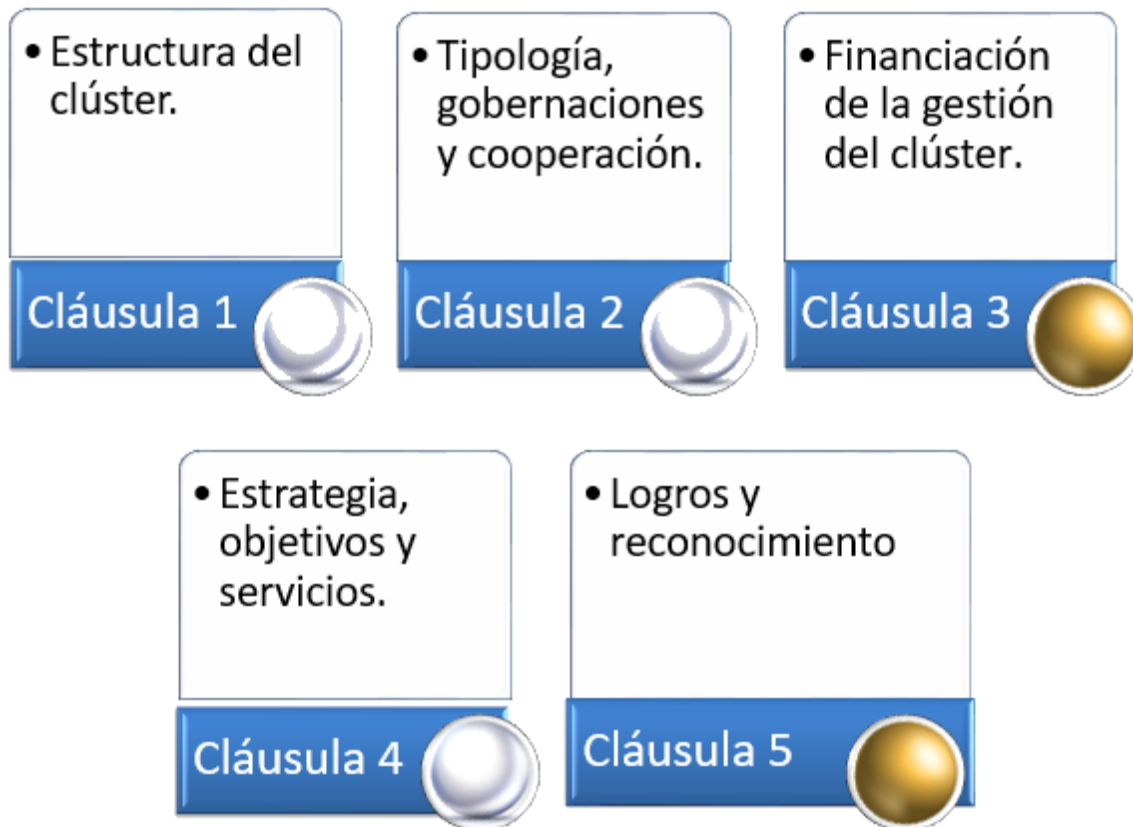 • Estructura del
clúster.
Cláusula 1
• Tipología,
gobernaciones
y cooperación.
Cláusula 2
• Financiación
de la gestión
del clúster.
Cláusula 3
• Estrategia,
objetivos y
servicios.
Cláusula 4
• Logros y
reconocimiento
Cláusula 5